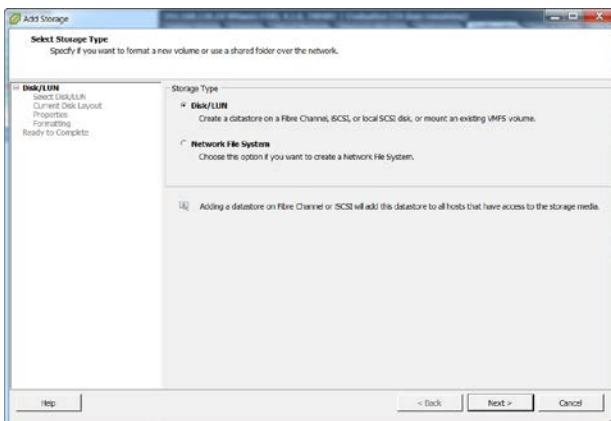 Add Storage
Select Storage Type
Specify if you want to format a new volume or use a shared folder over the network.
Disk/LUN
Select Disk/LUN
Current Disk Layout
Properties
Formatting
Ready to Complete
Storage Type
Disk/LUN
Create a datastore on a Fibre Channel, iSCSI, or local SCSI disk, or mount an existing VMFS volume.
Network File System
Choose this option if you want to create a Network File System.
Adding a datastore on Fibre Channel or iSCSI will add this datastore to all hosts that have access to the storage media.
Help
< Back
Next >
Cancel